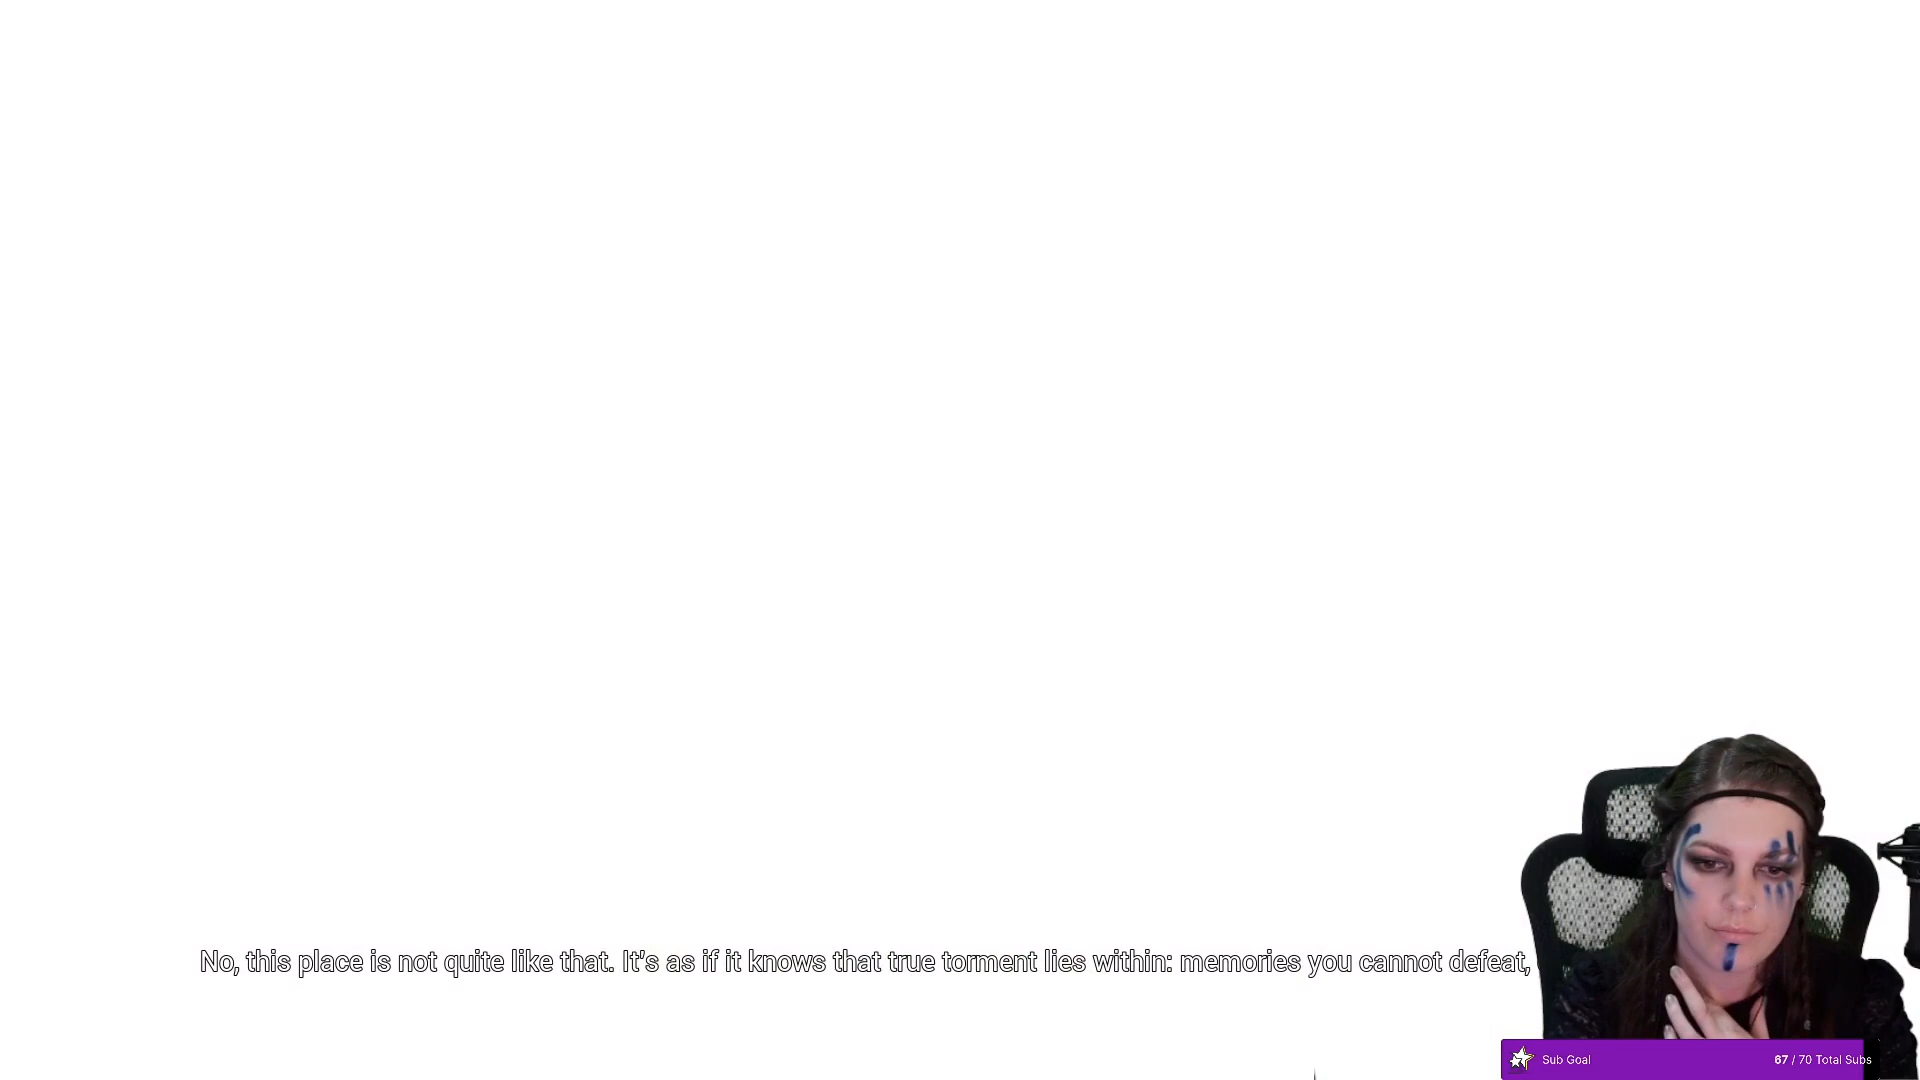 No, this place is not quite like that. It's as if it knows that true torment lies within: memories you cannot defeat,
Sub Goal
67 / 70 Total Subs